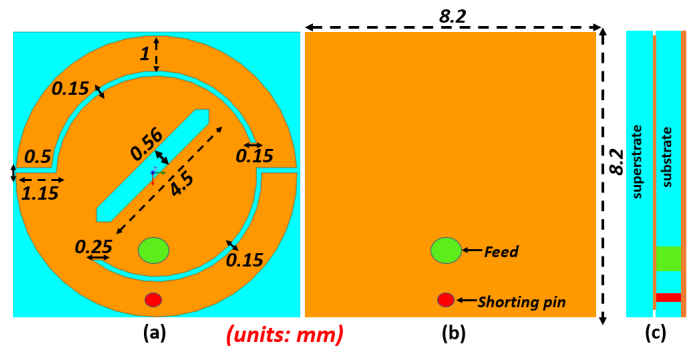 8.2
1
0.15
0.56
0.5
0.15
1.15
4.5
8.2
superstrate
substrate
0.25
0.15
Feed
Shorting pin
(a)
(units: mm)
(b)
(c)